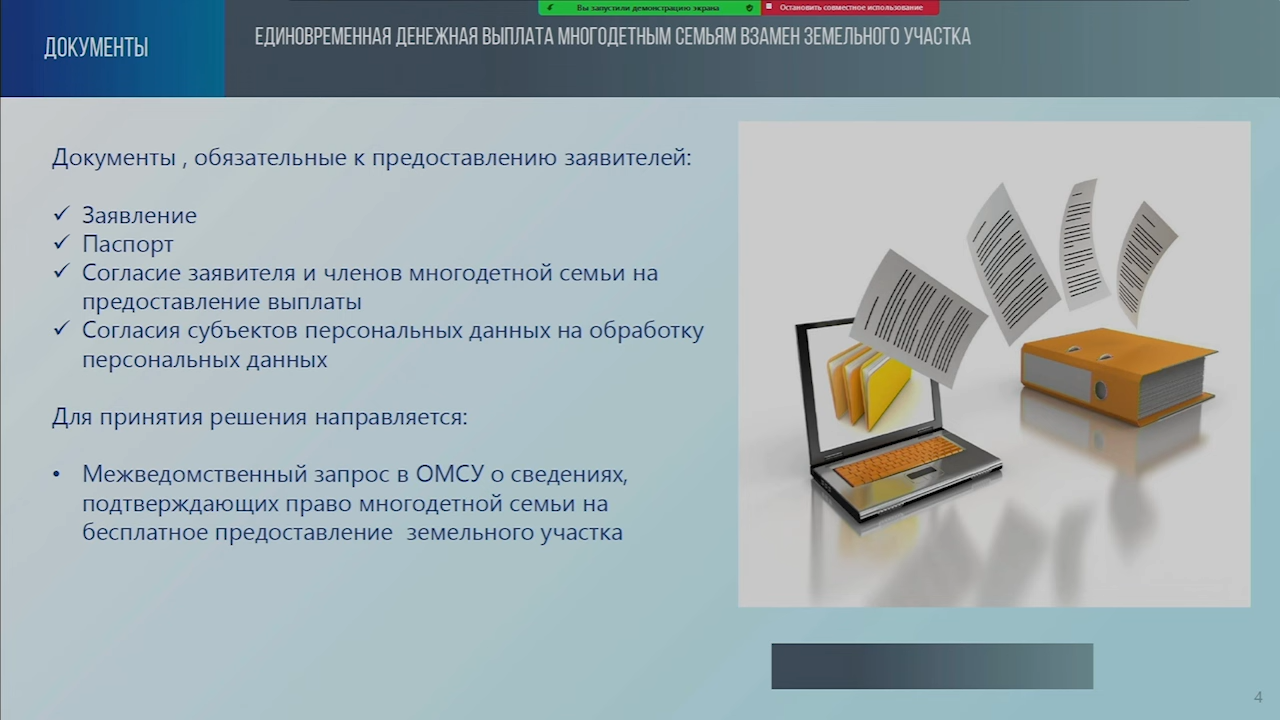 Вы запустили демонстрацию экрана
Остановить совместное использование
ДОКУМЕНТЫ
ЕДИНОВРЕМЕННАЯ ДЕНЕЖНАЯ ВЫПЛАТА МНОГОДЕТНЫМ СЕМЬЯМ ВЗАМЕН ЗЕМЕЛЬНОГО УЧАСТКА
Документы , обязательные к предоставлению заявителей:
✓ Заявление
✓ Паспорт
✓ Согласие заявителя и членов многодетной семьи на
предоставление выплаты
✓ Согласия субъектов персональных данных на обработку
персональных данных
Для принятия решения направляется:
• Межведомственный запрос в ОМСУ о сведениях,
подтверждающих право многодетной семьи на
бесплатное предоставление земельного участка
4